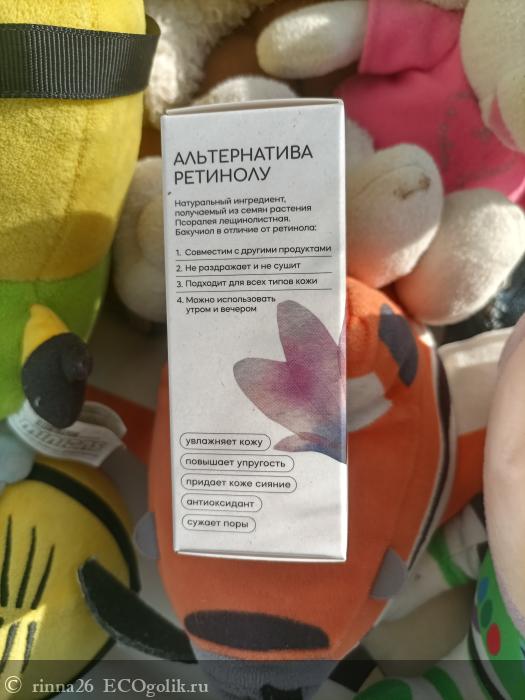 АЛЬТЕРНАТИВА
РЕТИНОЛУ
Натуральный ингредиент,
получаемый из семян растения
Псоралея лещинолистная.
Бакучиол в отличие от ретинола:
1. Совместим с другими продуктами
2. Не раздражает и не сушит
3. Подходит для всех типов кожи
4. Можно использовать
утром и вечером
увлажняет кожу
повышает упругость
придает коже сияние
антиоксидант
сужает поры
© rinna26 ECOgolik.ru